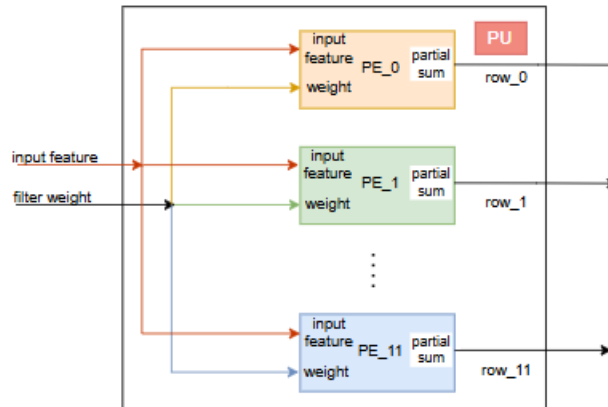 PU
input
feature
PE_0
partial
sum
weight
row_0
input feature
input
feature
PE_1
partial
sum
filter weight
weight
row_1
input
feature
PE_11
partial
sum
weight
row_11